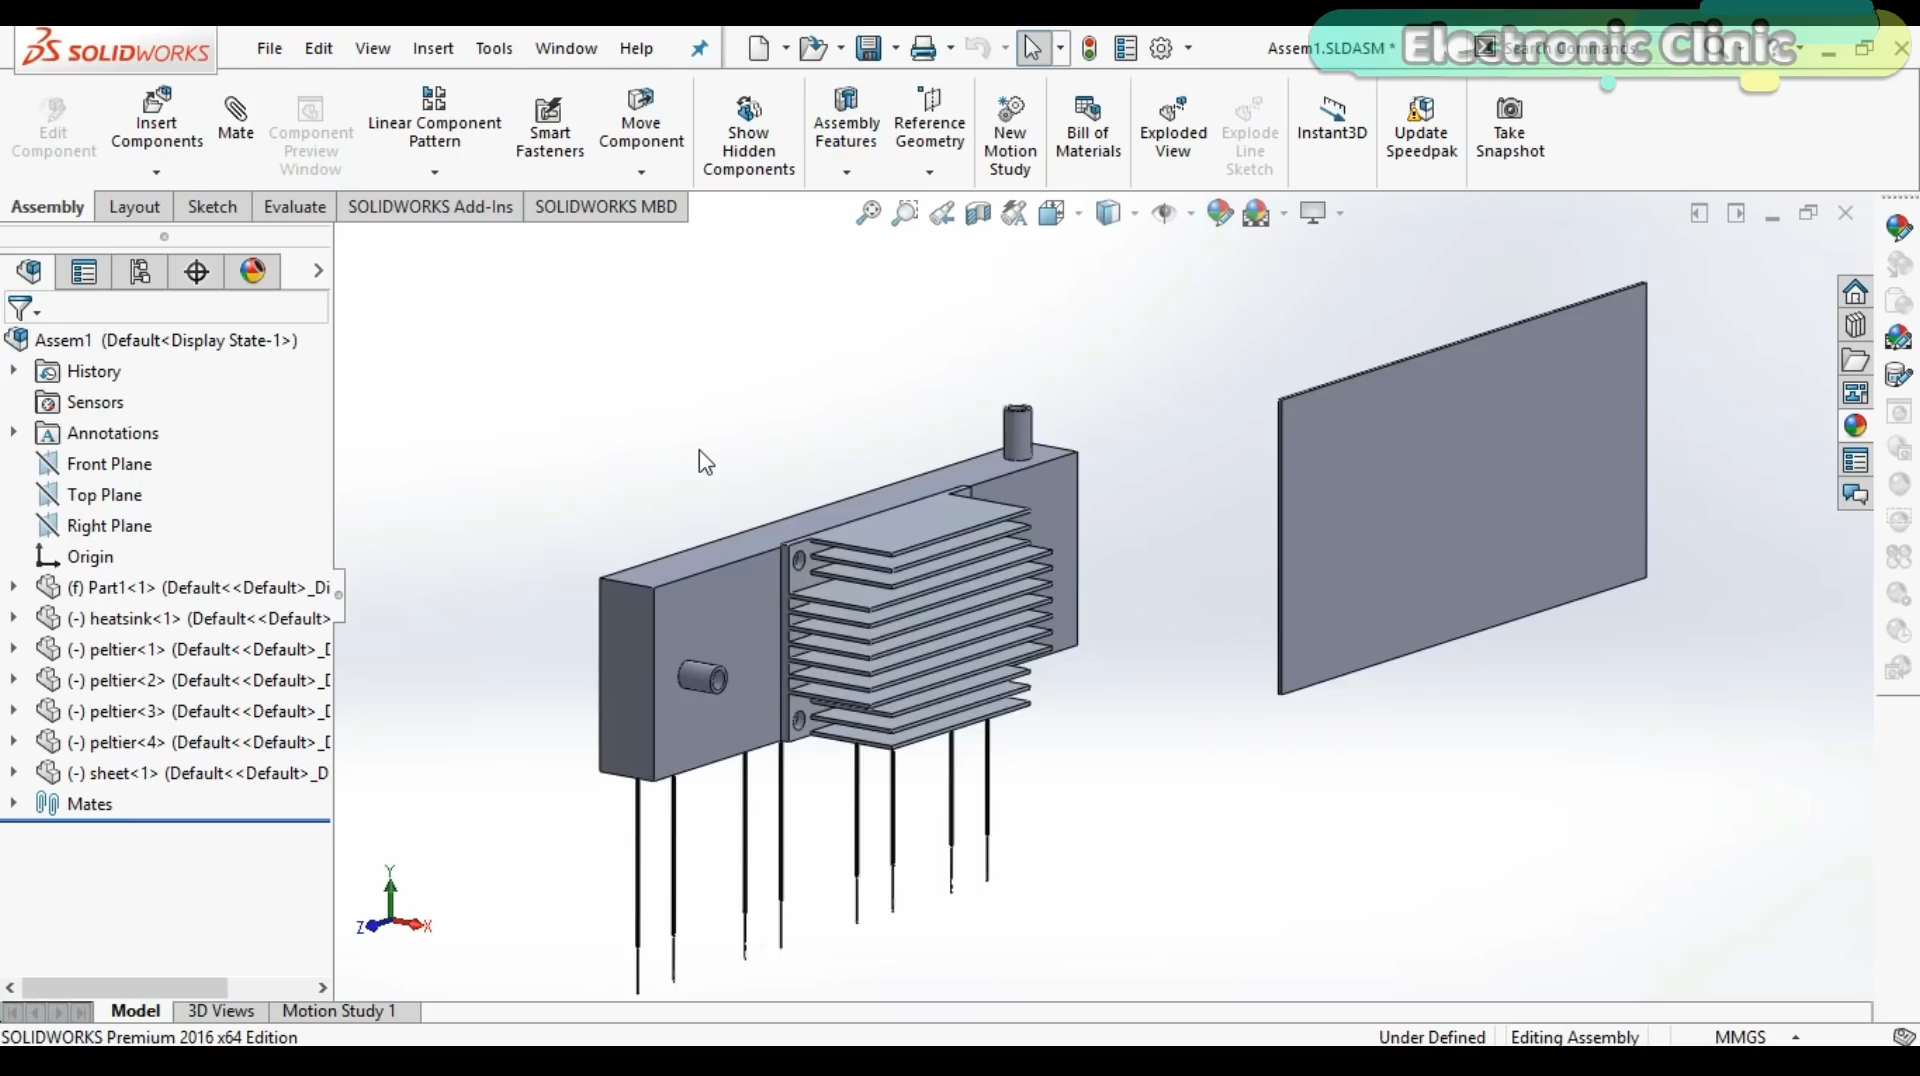 SOLIDWORKS
File Edit View Insert Tools Window Help
Assem1.SLDASM *
Search Commands
Electronic Clinic
Edit Component
Insert Components
Mate
Component Preview Window
Linear Component Pattern
Smart Fasteners
Move Component
Show Hidden Components
Assembly Features
Reference Geometry
New Motion Study
Bill of Materials
Exploded View
Explode Line Sketch
Instant3D
Update Speedpak
Take Snapshot
Assembly Layout Sketch Evaluate SOLIDWORKS Add-Ins SOLIDWORKS MBD
Assem1 (Default<Display State-1>)
History
Sensors
Annotations
Front Plane
Top Plane
Right Plane
Origin
(f) Part1<1> (Default<<Default>_Di
(-) heatsink<1> (Default<<Default>
(-) peltier<1> (Default<<Default>_D
(-) peltier<2> (Default<<Default>_D
(-) peltier<3> (Default<<Default>_D
(-) peltier<4> (Default<<Default>_D
(-) sheet<1> (Default<<Default>_D
Mates
Y
Z
X
Model 3D Views Motion Study 1
SOLIDWORKS Premium 2016 x64 Edition
Under Defined Editing Assembly MMGS